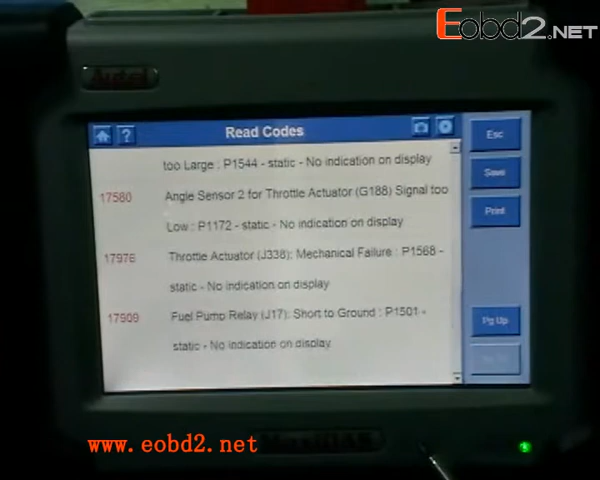 Eobd2.NET
Autel
Read Codes
Esc
too Large : P1544 - static - No indication on display
Save
17580 Angle Sensor 2 for Throttle Actuator (G188) Signal too
Low : P1172 - static - No indication on display
Print
17976 Throttle Actuator (J338): Mechanical Failure : P1568 -
static - No indication on display
17909 Fuel Pump Relay (J17): Short to Ground : P1501 -
Pg Up
static - No indication on display
www.eobd2.net
MaxiDAS